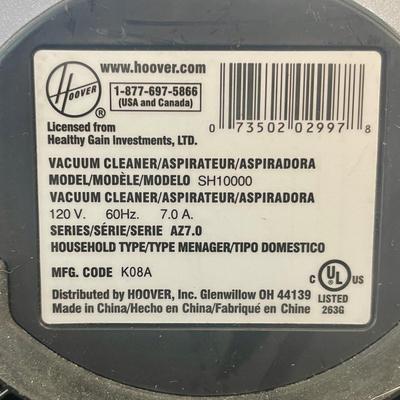 HOOVER
®
www.hoover.com
1-877-697-5866
(USA and Canada)
Licensed from
Healthy Gain Investments, LTD.
0 73502 02997 8
VACUUM CLEANER/ASPIRATEUR/ASPIRADORA
MODEL/MODÈLE/MODELO SH10000
VACUUM CLEANER/ASPIRATEUR/ASPIRADORA
120 V. 60Hz. 7.0 A.
SERIES/SÉRIE/SERIE AZ7.0
HOUSEHOLD TYPE/TYPE MENAGER/TIPO DOMESTICO
MFG. CODE K08A
C UL US
®
LISTED
263G
Distributed by HOOVER, Inc. Glenwillow OH 44139
Made in China/Hecho en China/Fabriqué en Chine